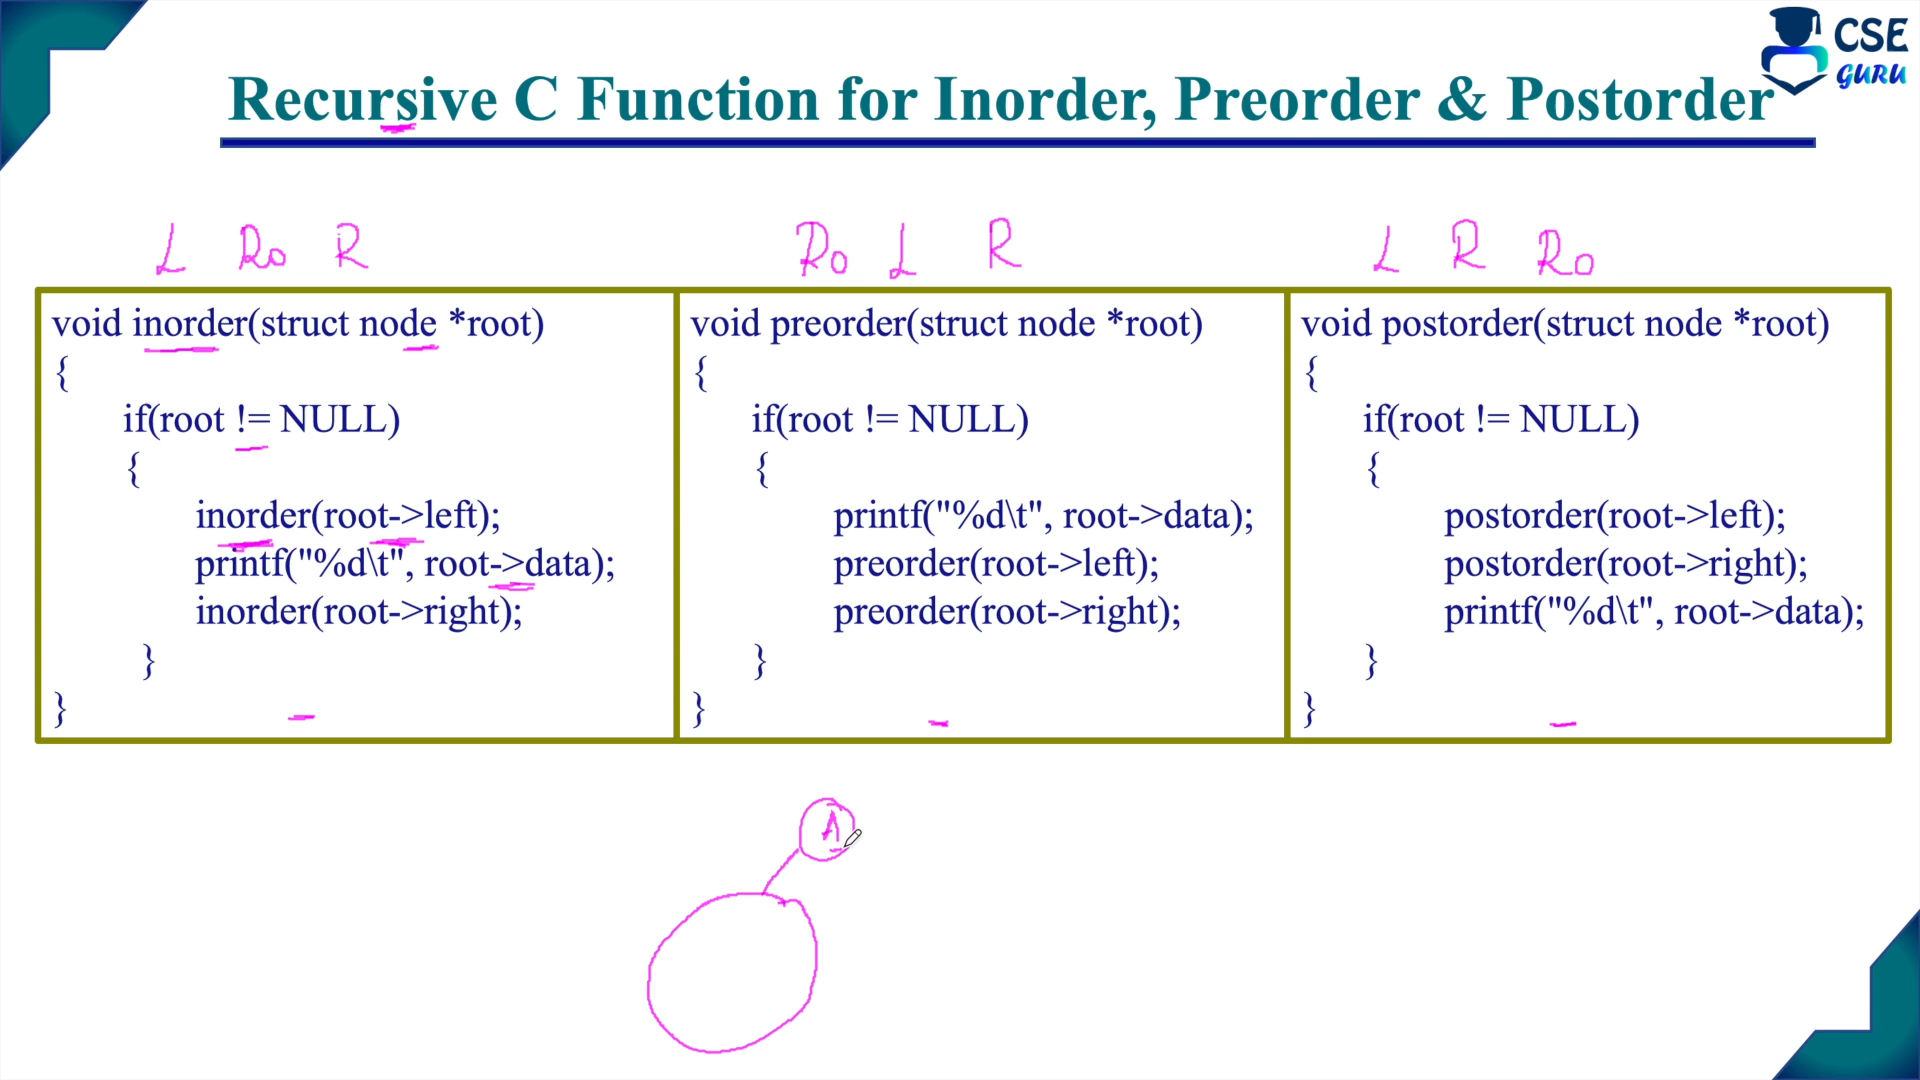 CSE
GURU
Recursive C Function for Inorder, Preorder & Postorder
L Ro R
Ro L R
L R Ro
void inorder(struct node *root)
{
if(root != NULL)
{
inorder(root->left);
printf("%d\t", root->data);
inorder(root->right);
}
}
void preorder(struct node *root)
{
if(root != NULL)
{
printf("%d\t", root->data);
preorder(root->left);
preorder(root->right);
}
}
void postorder(struct node *root)
{
if(root != NULL)
{
postorder(root->left);
postorder(root->right);
printf("%d\t", root->data);
}
}
A